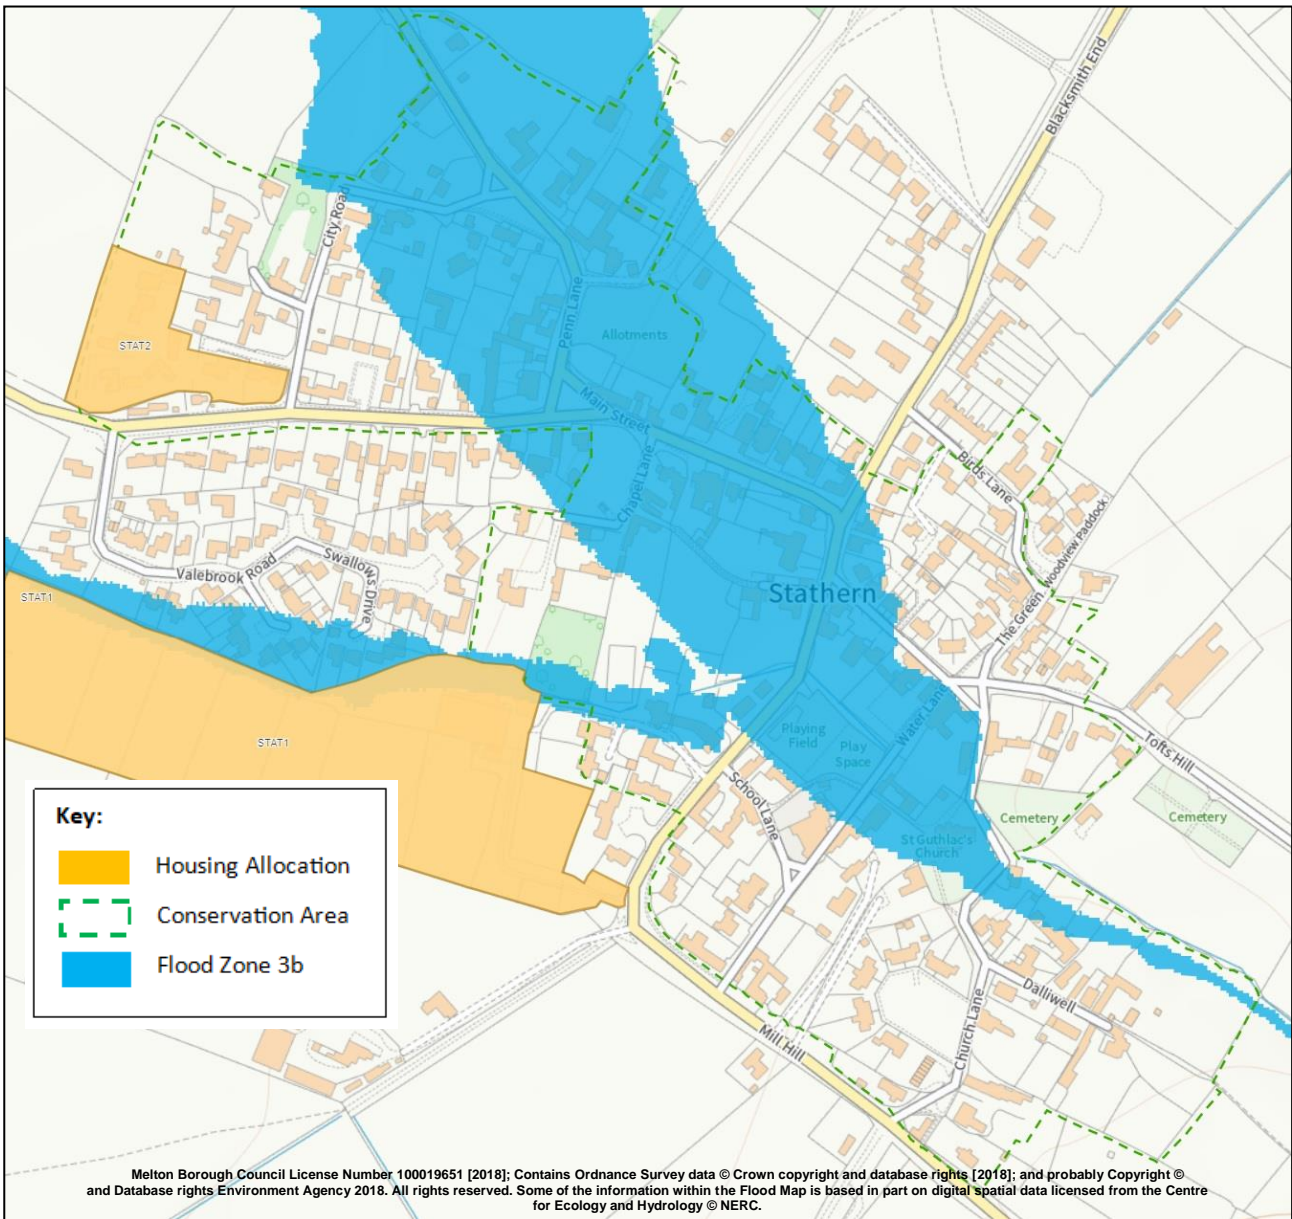 Blacksmith End
City Road
STAT2
Penn Lane
Allotments
Main Street
Chapel Lane
Birds Lane
The Green
Woodview Paddock
Valebrook Road
Swallows Drive
Stathern
STAT1
STAT1
Water Lane
Playing
Field
Play
Space
Tofts Hill
School Lane
Cemetery
Cemetery
St Guthlac's
Church
Dalliwell
Church Lane
Mill Hill
Key:
Housing Allocation
Conservation Area
Flood Zone 3b
Melton Borough Council License Number 100019651 [2018]; Contains Ordnance Survey data © Crown copyright and database rights [2018]; and probably Copyright ©
and Database rights Environment Agency 2018. All rights reserved. Some of the information within the Flood Map is based in part on digital spatial data licensed from the Centre
for Ecology and Hydrology © NERC.